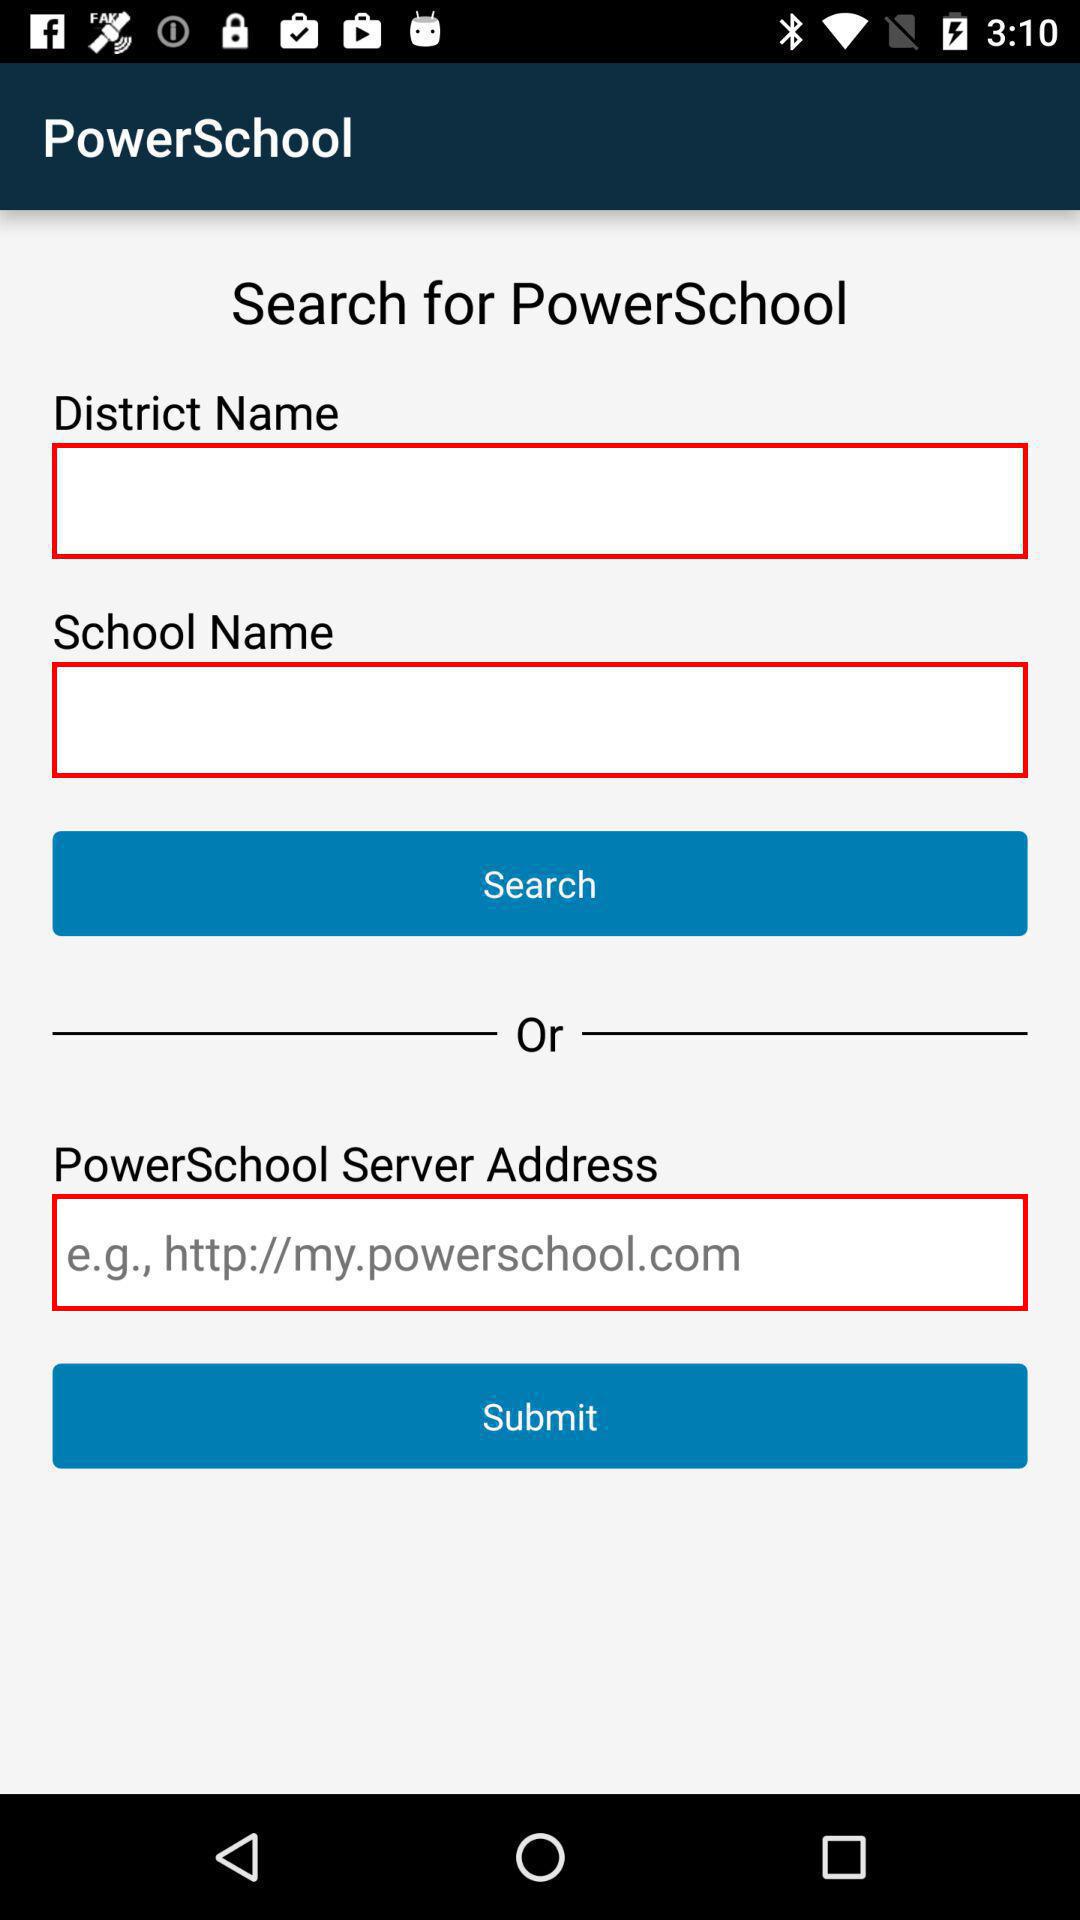 FAKE
3:10
PowerSchool
Search for PowerSchool
District Name
School Name
Search
Or
PowerSchool Server Address
e.g., http://my.powerschool.com
Submit